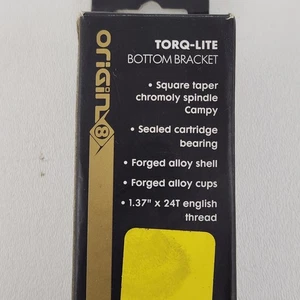 ORIGIN8
TORQ-LITE
BOTTOM BRACKET
• Square taper
chromoly spindle
Campy
• Sealed cartridge
bearing
• Forged alloy shell
• Forged alloy cups
• 1.37" x 24T english
thread